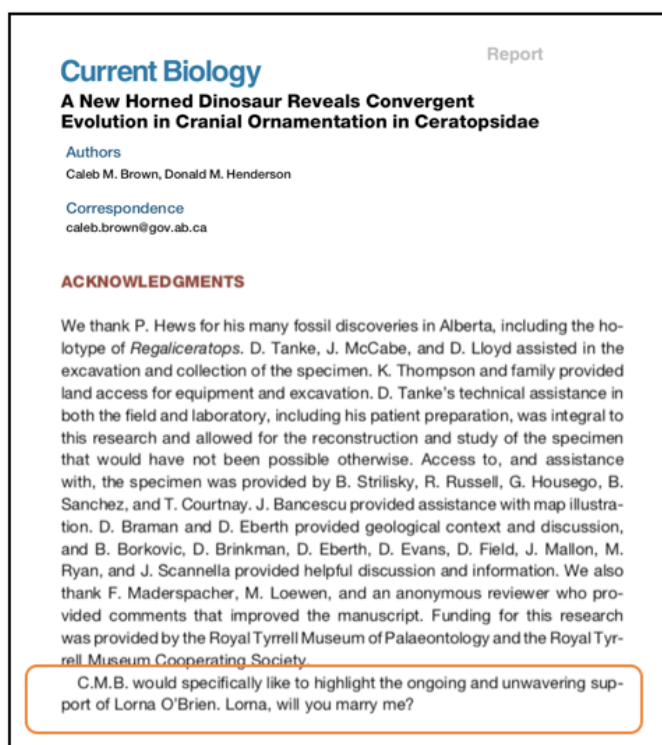 Report
Current Biology
A New Horned Dinosaur Reveals Convergent
Evolution in Cranial Ornamentation in Ceratopsidae
Authors
Caleb M. Brown, Donald M. Henderson
Correspondence
caleb.brown@gov.ab.ca
ACKNOWLEDGMENTS
We thank P. Hews for his many fossil discoveries in Alberta, including the ho-
lotype of Regaliceratops. D. Tanke, J. McCabe, and D. Lloyd assisted in the
excavation and collection of the specimen. K. Thompson and family provided
land access for equipment and excavation. D. Tanke's technical assistance in
both the field and laboratory, including his patient preparation, was integral to
this research and allowed for the reconstruction and study of the specimen
that would have not been possible otherwise. Access to, and assistance
with, the specimen was provided by B. Strilisky, R. Russell, G. Housego, B.
Sanchez, and T. Courtnay. J. Bancescu provided assistance with map illustra-
tion. D. Braman and D. Eberth provided geological context and discussion,
and B. Borkovic, D. Brinkman, D. Eberth, D. Evans, D. Field, J. Mallon, M.
Ryan, and J. Scannella provided helpful discussion and information. We also
thank F. Maderspacher, M. Loewen, and an anonymous reviewer who pro-
vided comments that improved the manuscript. Funding for this research
was provided by the Royal Tyrrell Museum of Palaeontology and the Royal Tyr-
rell Museum Cooperating Society.
C.M.B. would specifically like to highlight the ongoing and unwavering sup-
port of Lorna O'Brien. Lorna, will you marry me?